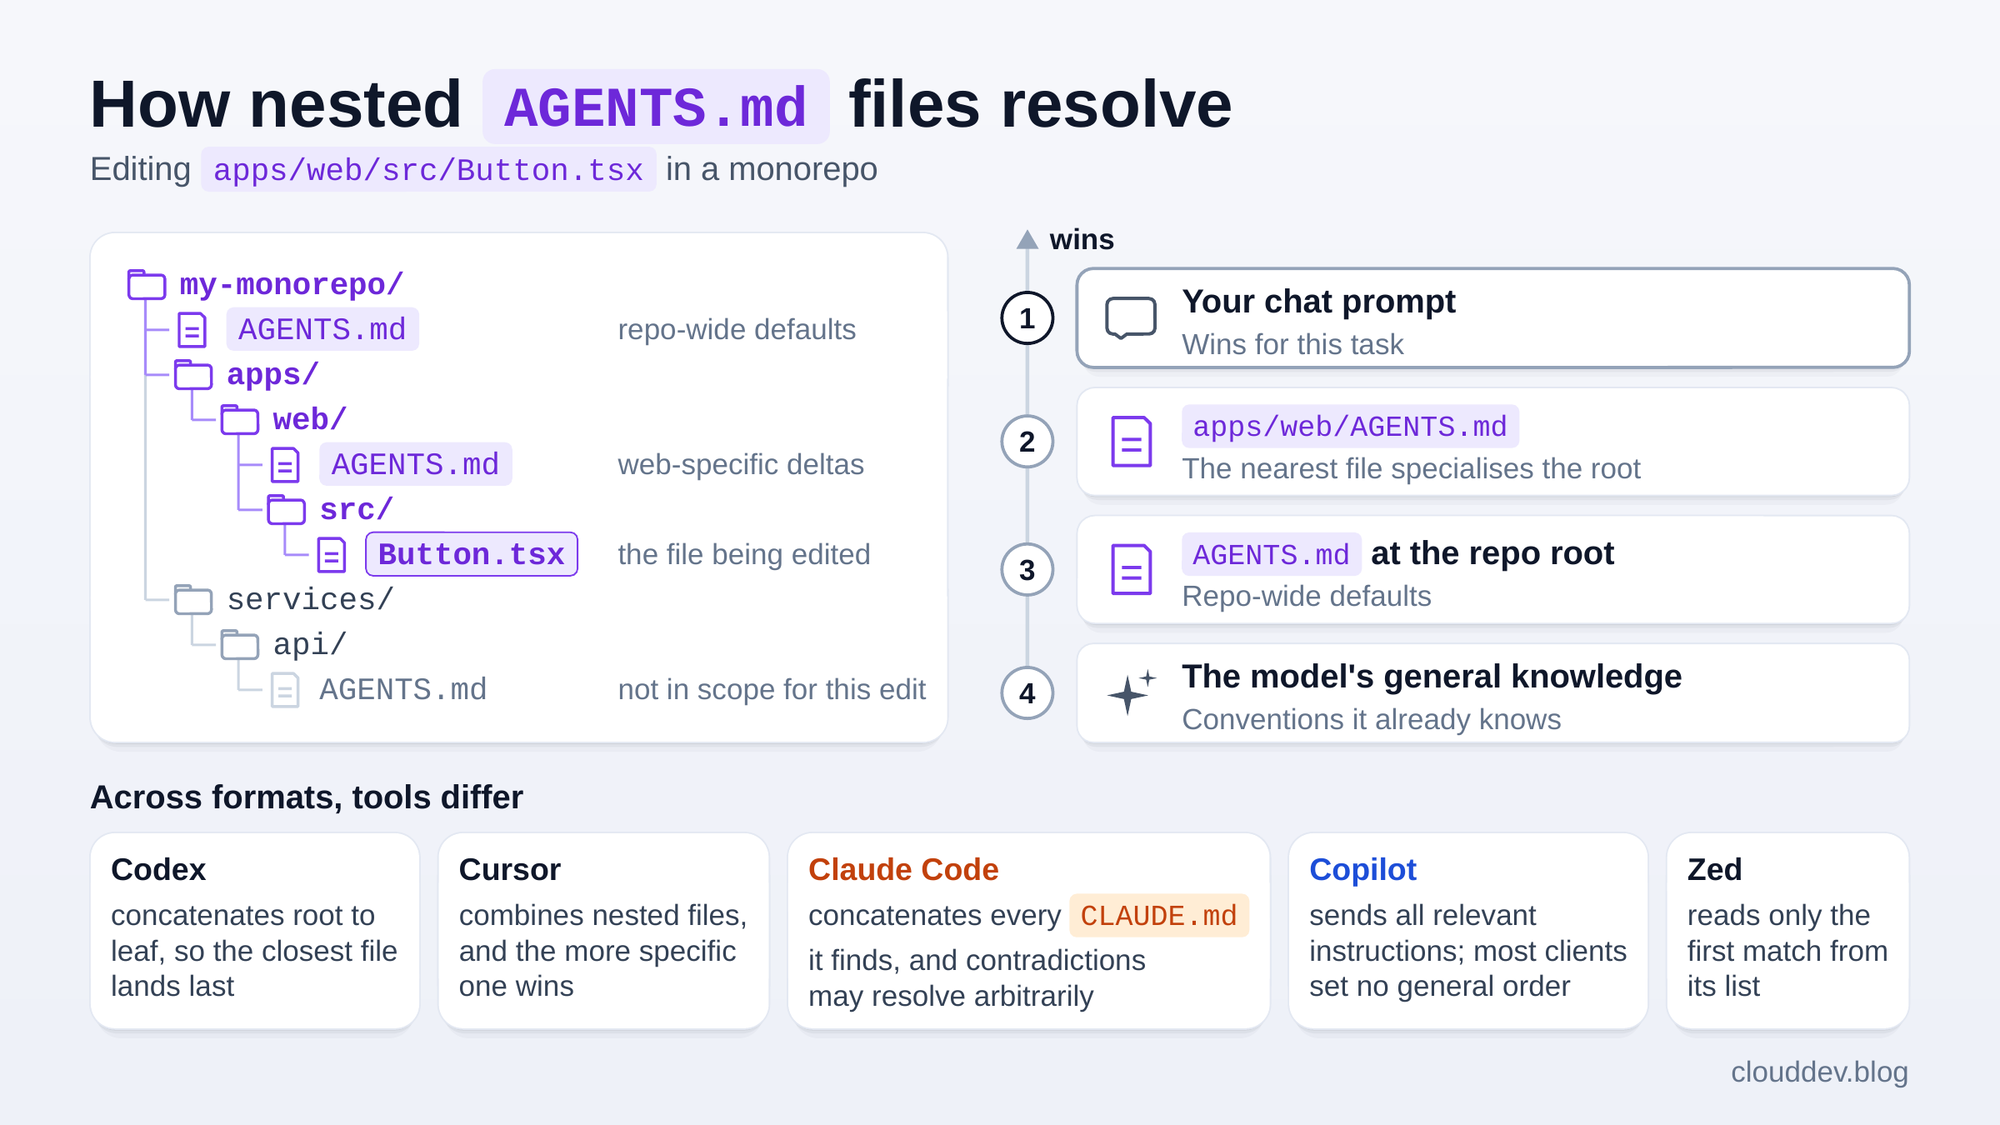 How nested AGENTS.md files resolve
Editing apps/web/src/Button.tsx in a monorepo
my-monorepo/
AGENTS.md repo-wide defaults
apps/
web/
AGENTS.md web-specific deltas
src/
Button.tsx the file being edited
services/
api/
AGENTS.md not in scope for this edit
wins
1
Your chat prompt
Wins for this task
2
apps/web/AGENTS.md
The nearest file specialises the root
3
AGENTS.md at the repo root
Repo-wide defaults
4
The model's general knowledge
Conventions it already knows
Across formats, tools differ
Codex
concatenates root to
leaf, so the closest file
lands last
Cursor
combines nested files,
and the more specific
one wins
Claude Code
concatenates every CLAUDE.md
it finds, and contradictions
may resolve arbitrarily
Copilot
sends all relevant
instructions; most clients
set no general order
Zed
reads only the
first match from
its list
clouddev.blog